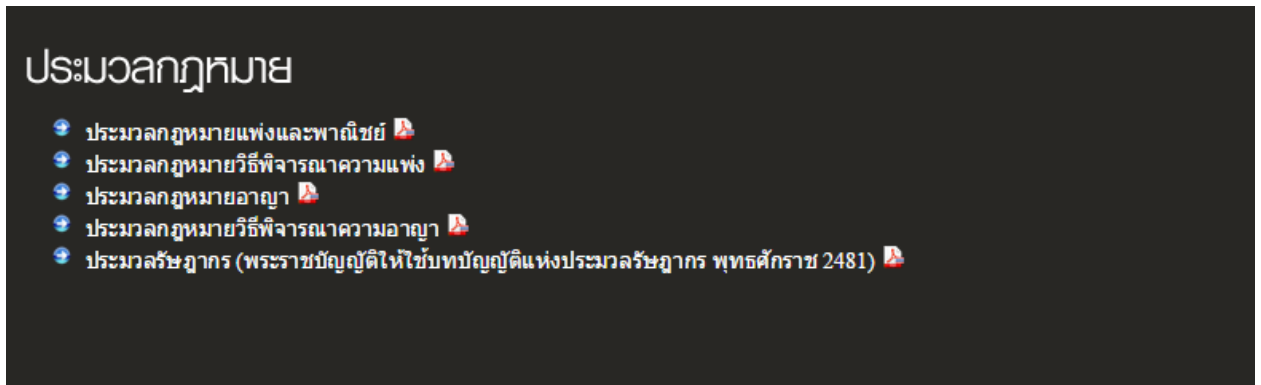 ประมวลกฎหมาย
ประมวลกฎหมายแพ่งและพาณิชย์
ประมวลกฎหมายวิธีพิจารณาความแพ่ง
ประมวลกฎหมายอาญา
ประมวลกฎหมายวิธีพิจารณาความอาญา
ประมวลรัษฎากร (พระราชบัญญัติให้ใช้บทบัญญัติแห่งประมวลรัษฎากร พุทธศักราช 2481)